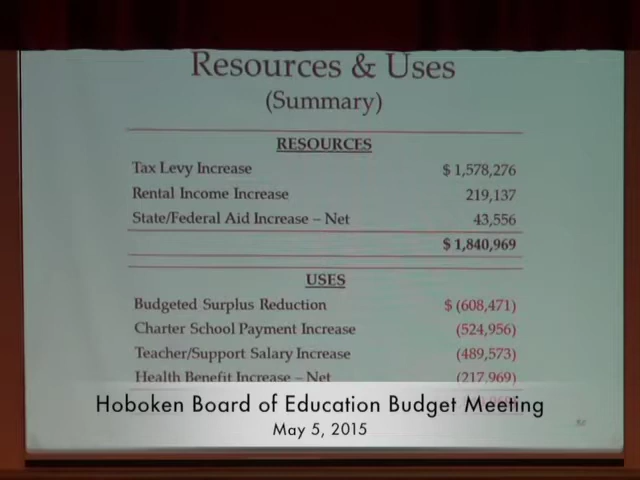 Resources & Uses
(Summary)
RESOURCES
Tax Levy Increase $ 1,578,276
Rental Income Increase 219,137
State/Federal Aid Increase – Net 43,556
$ 1,840,969
USES
Budgeted Surplus Reduction $ (608,471)
Charter School Payment Increase (524,956)
Teacher/Support Salary Increase (489,573)
Health Benefit Increase – Net (217,969)
Hoboken Board of Education Budget Meeting
May 5, 2015